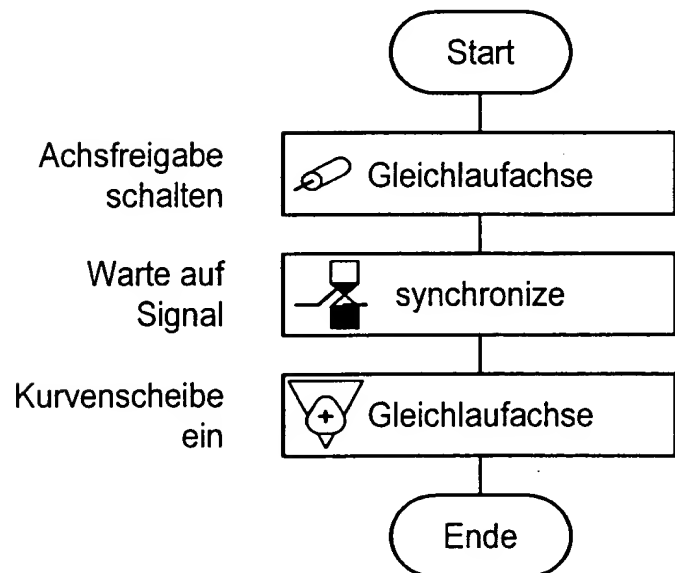 Start
Achsfreigabe
schalten
Gleichlaufachse
Warte auf
Signal
synchronize
Kurvenscheibe
ein
Gleichlaufachse
Ende